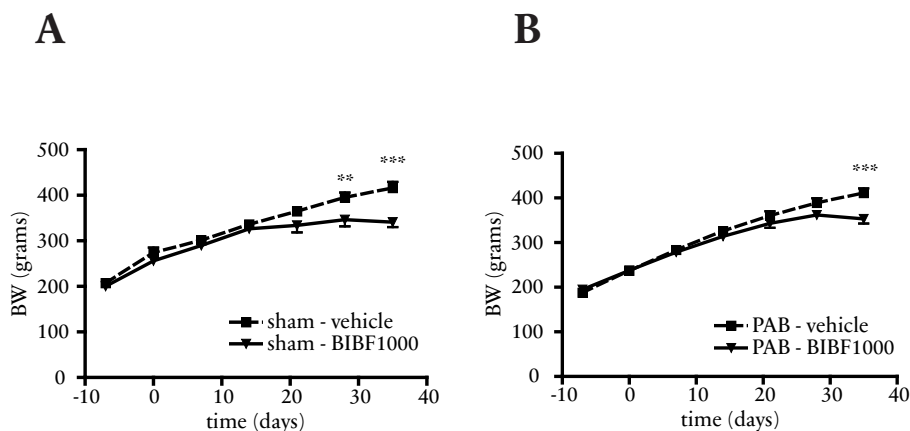 A
B
500
400
300
200
100
0
BW (grams)
**
***
sham - vehicle
sham - BIBF1000
-10 0 10 20 30 40
time (days)
500
400
300
200
100
0
BW (grams)
***
PAB - vehicle
PAB - BIBF1000
-10 0 10 20 30 40
time (days)